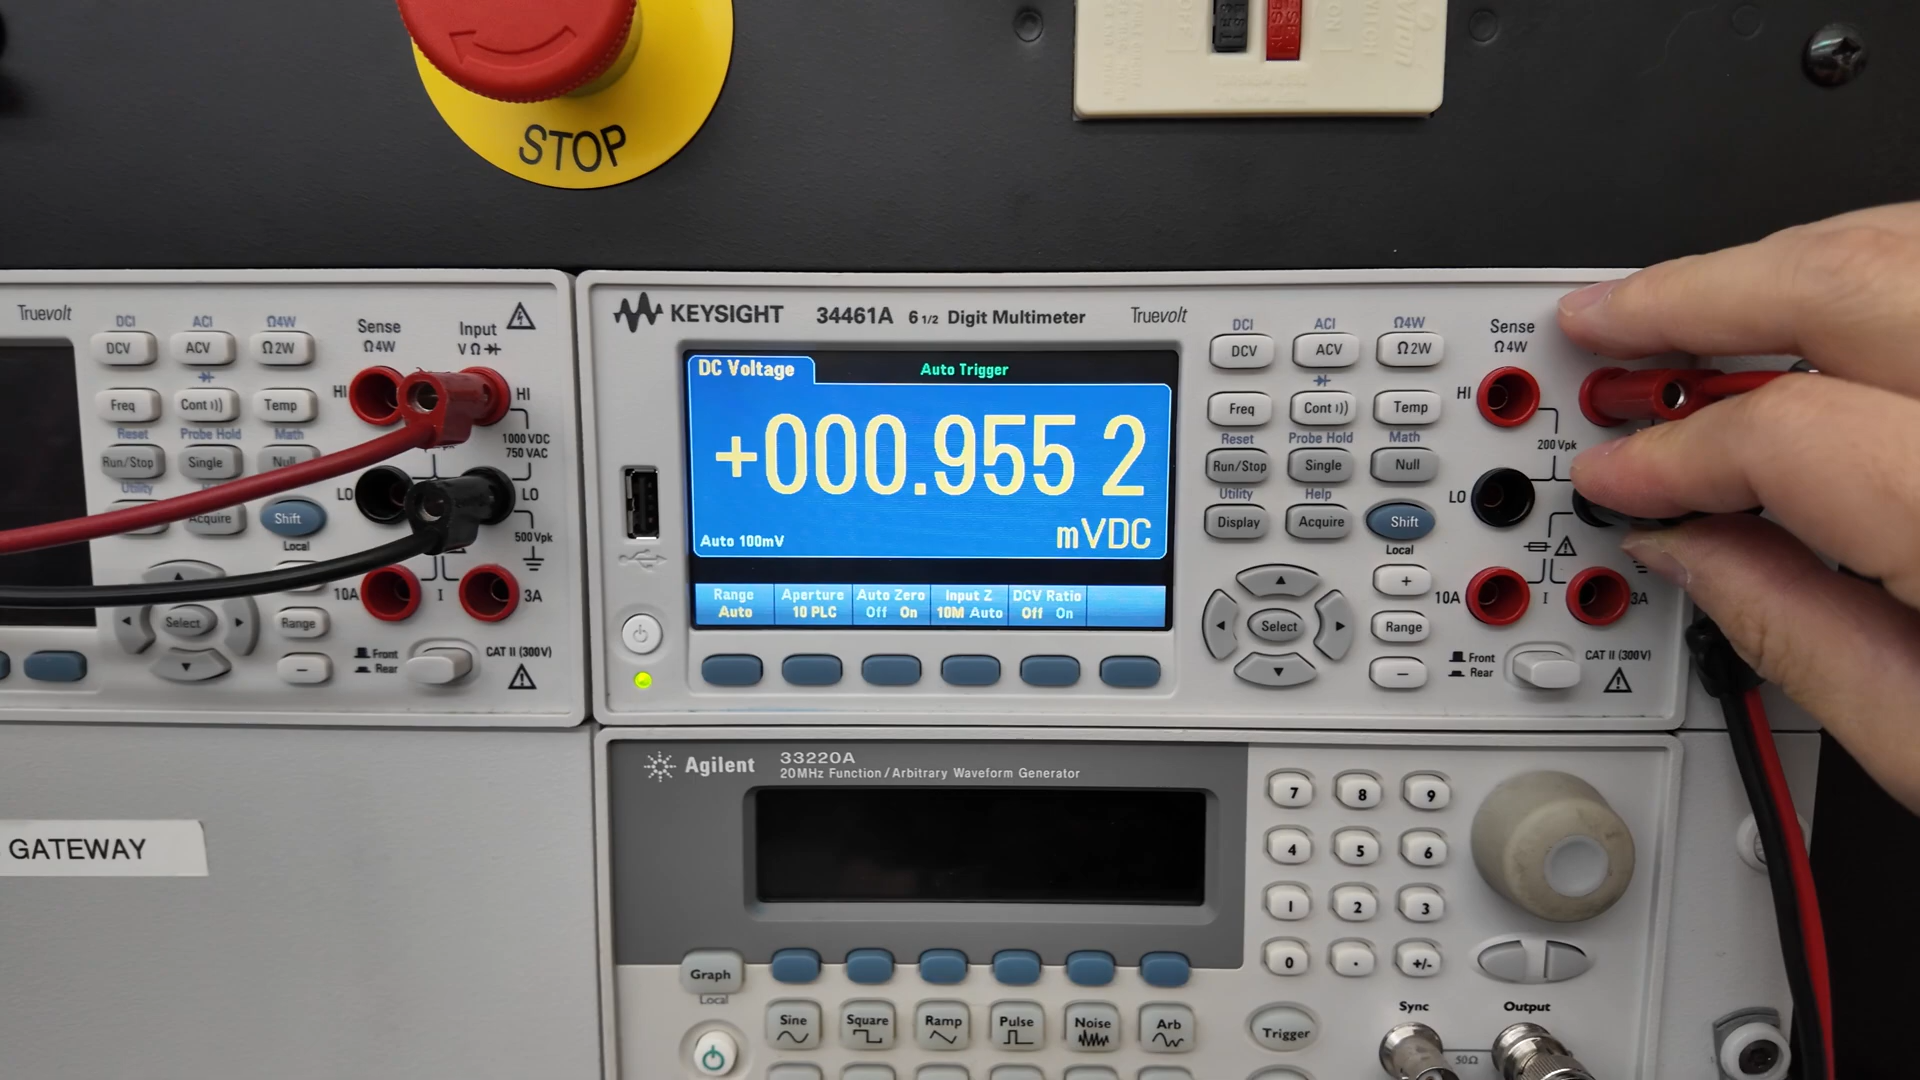 STOP
OFF
ON
Truevolt
DCI
ACI
Ω4W
DCV
ACV
Ω2W
Freq
Cont
Temp
Reset
Probe Hold
Math
Run/Stop
Single
Null
Utility
Acquire
Shift
Local
Select
Range
−
Sense
Ω4W
Input
V Ω
HI
HI
1000 VDC
750 VAC
LO
LO
500 Vpk
10A
I
3A
Front
Rear
CAT II (300V)
KEYSIGHT 34461A 6 1/2 Digit Multimeter Truevolt
DC Voltage
Auto Trigger
+000.955 2
mVDC
Auto 100mV
Range
Auto
Aperture
10 PLC
Auto Zero
Off On
Input Z
10M Auto
DCV Ratio
Off On
DCI
ACI
Ω4W
DCV
ACV
Ω2W
Freq
Cont
Temp
Reset
Probe Hold
Math
Run/Stop
Single
Null
Utility
Help
Display
Acquire
Shift
Local
+
Range
−
Select
Sense
Ω4W
HI
200 Vpk
LO
10A
I
3A
Front
Rear
CAT II (300V)
GATEWAY
Agilent
33220A
20MHz Function / Arbitrary Waveform Generator
7
8
9
4
5
6
1
2
3
0
.
+/-
Graph
Local
Sine
Square
Ramp
Pulse
Noise
Arb
Trigger
Sync
Output
50Ω